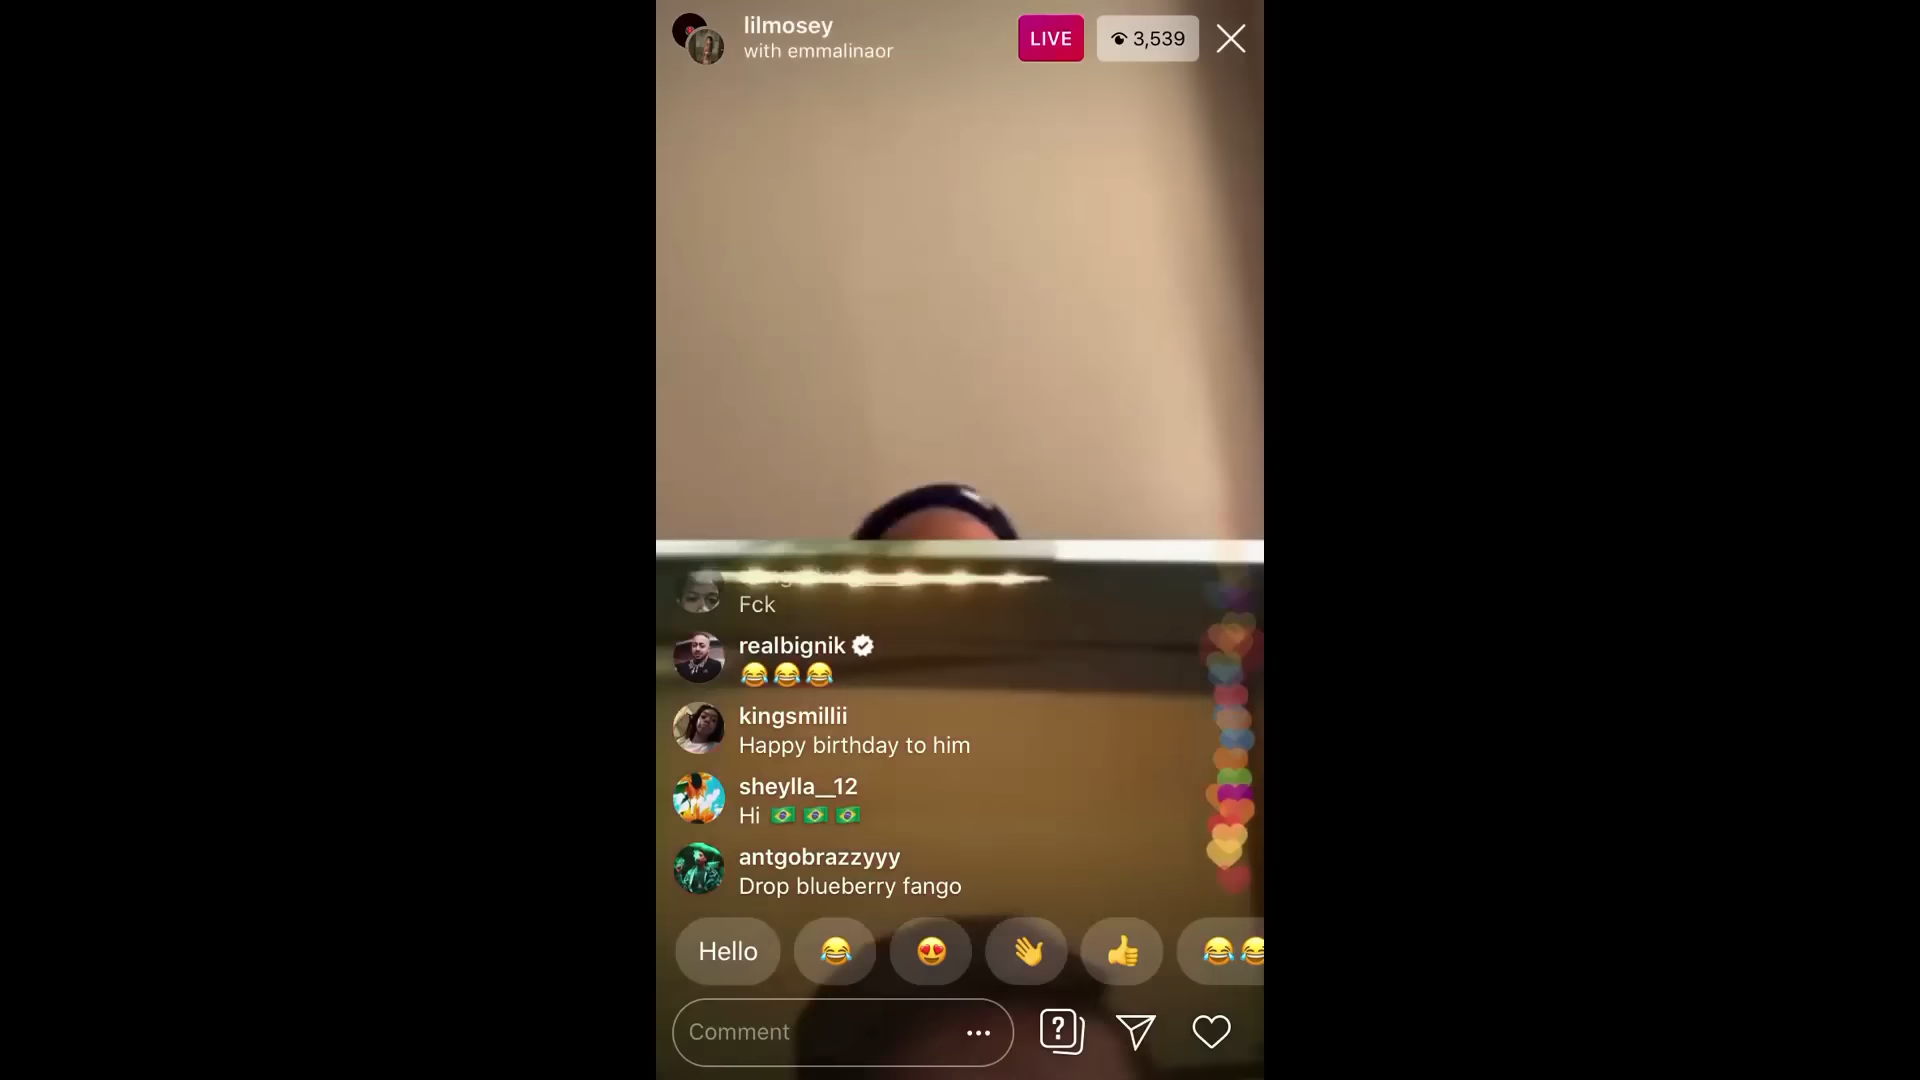 lilmosey
with emmalinaor
LIVE
3,539
Fck
realbignik
😂😂😂
kingsmillii
Happy birthday to him
sheylla__12
Hi 🇧🇷 🇧🇷 🇧🇷
antgobrazzyyy
Drop blueberry fango
Hello 😂 😍 👋 👍 😂😂
Comment